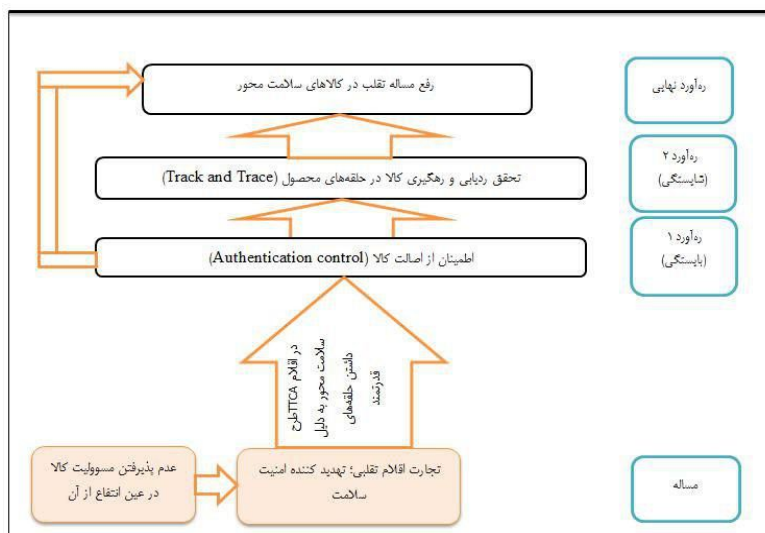 رفع مساله تقلب در کالاهای سلامت محور
ره‌آورد نهایی
تحقق ردیابی و رهگیری کالا در حلقه‌های محصول (Track and Trace)
ره‌آورد ۲
(شایستگی)
اطمینان از اصالت کالا (Authentication control)
ره‌آورد ۱
(بایستگی)
طرح TTCA در اقلام
سلامت محور به دلیل
داشتن حلقه‌های
قدرتمند
عدم پذیرفتن مسوولیت کالا
در عین انتفاع از آن
تجارت اقلام تقلبی؛ تهدید کننده امنیت
سلامت
مساله